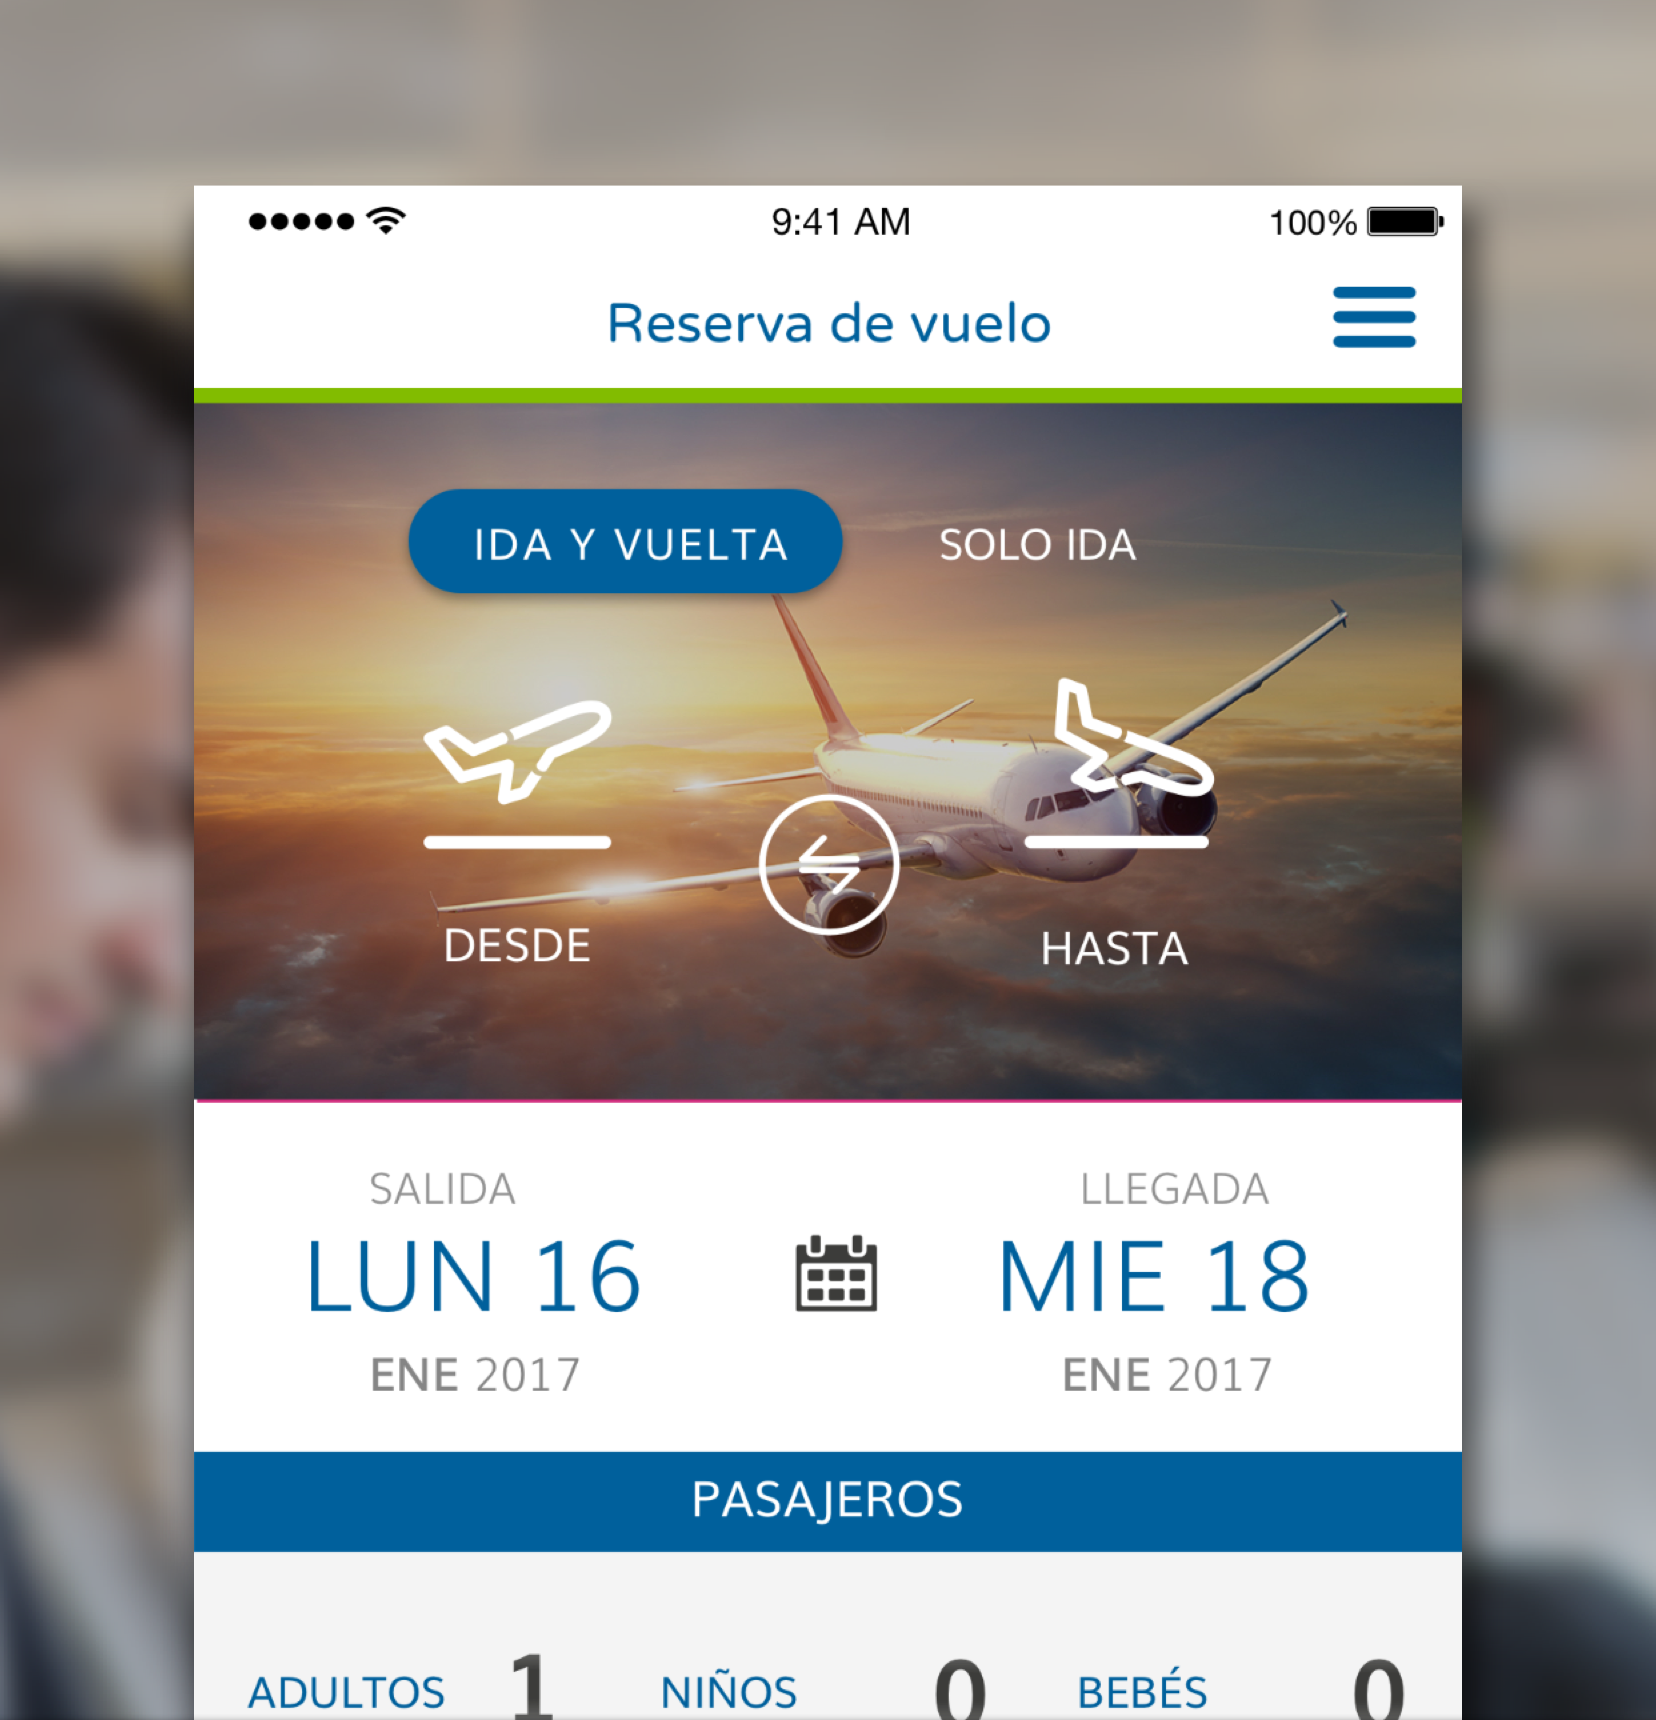 9:41 AM 100%
Reserva de vuelo
IDA Y VUELTA SOLO IDA
DESDE HASTA
SALIDA LLEGADA
LUN 16 MIE 18
ENE 2017 ENE 2017
PASAJEROS
ADULTOS 1 NIÑOS 0 BEBÉS 0